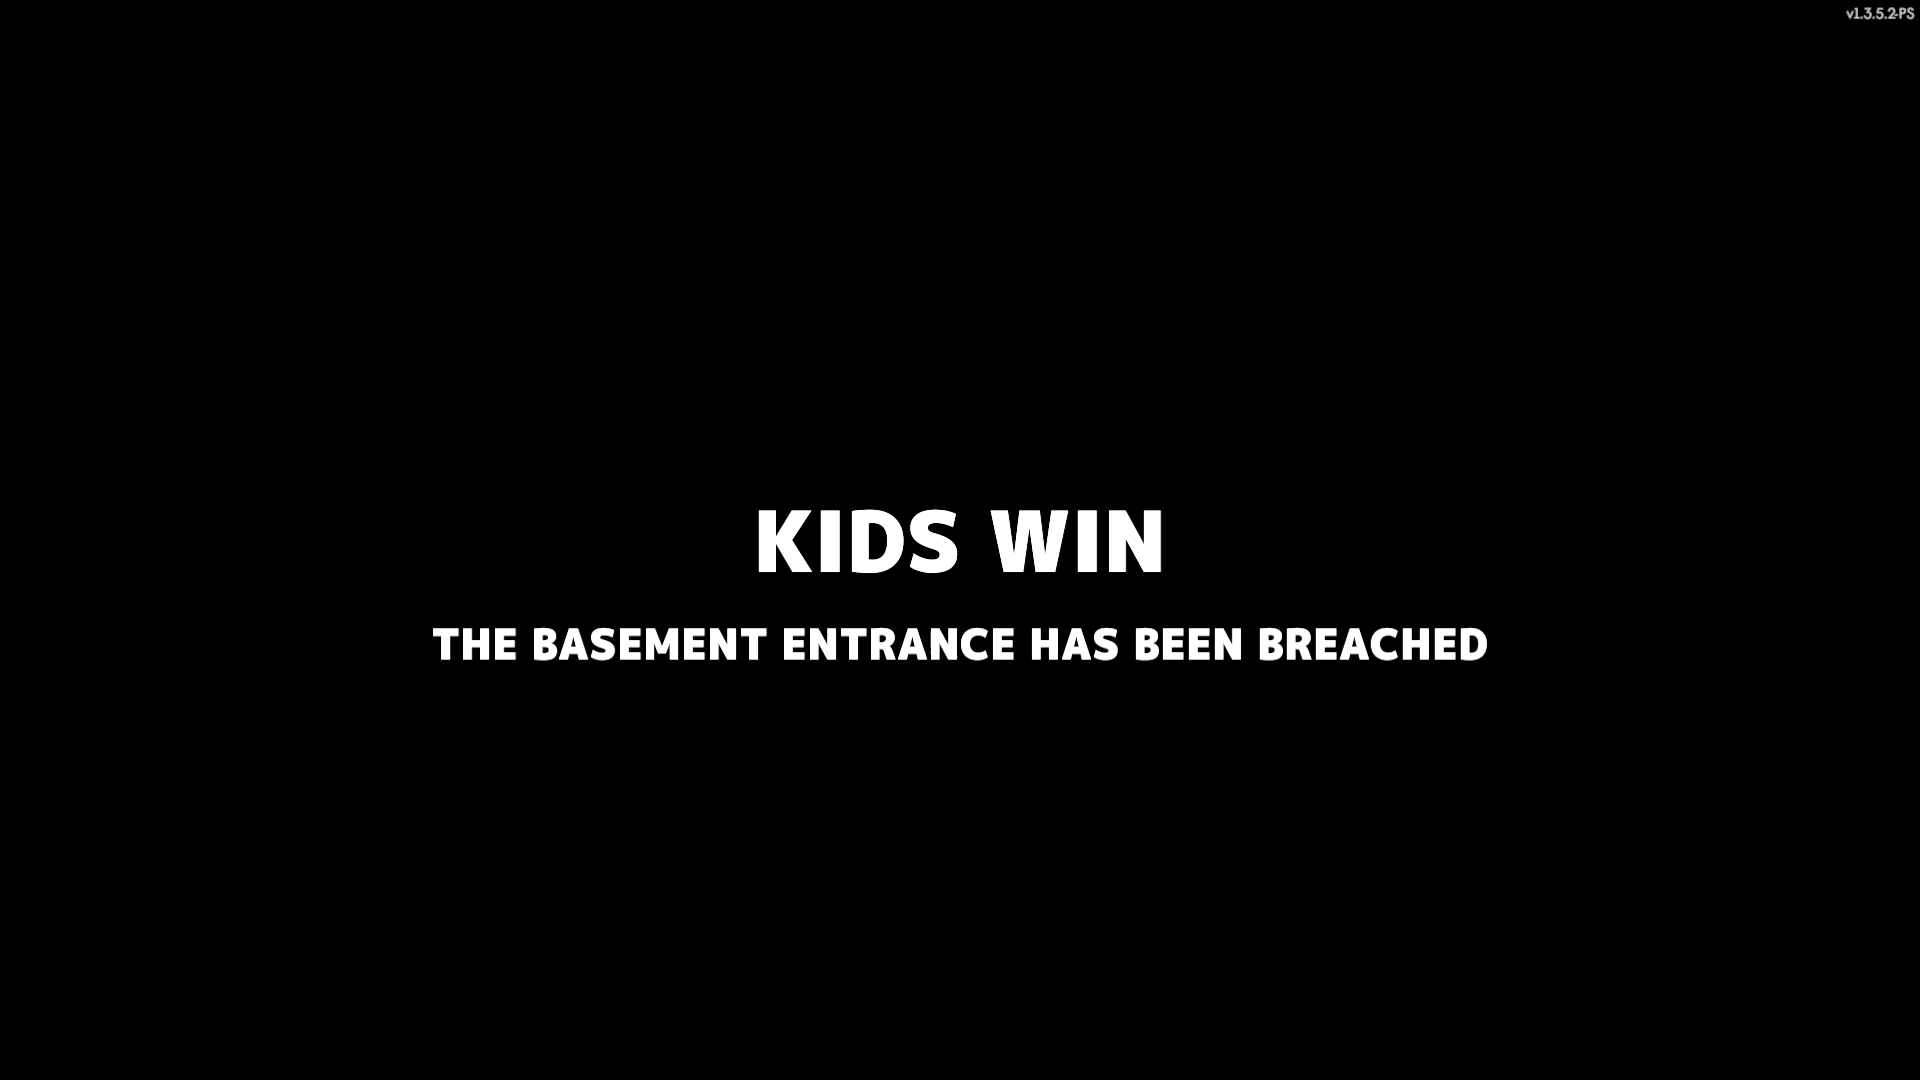 v1.3.5.2-PS
KIDS WIN
THE BASEMENT ENTRANCE HAS BEEN BREACHED